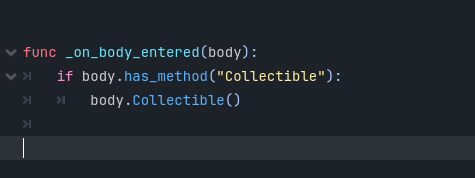 func _on_body_entered(body):
    if body.has_method("Collectible"):
        body.Collectible()